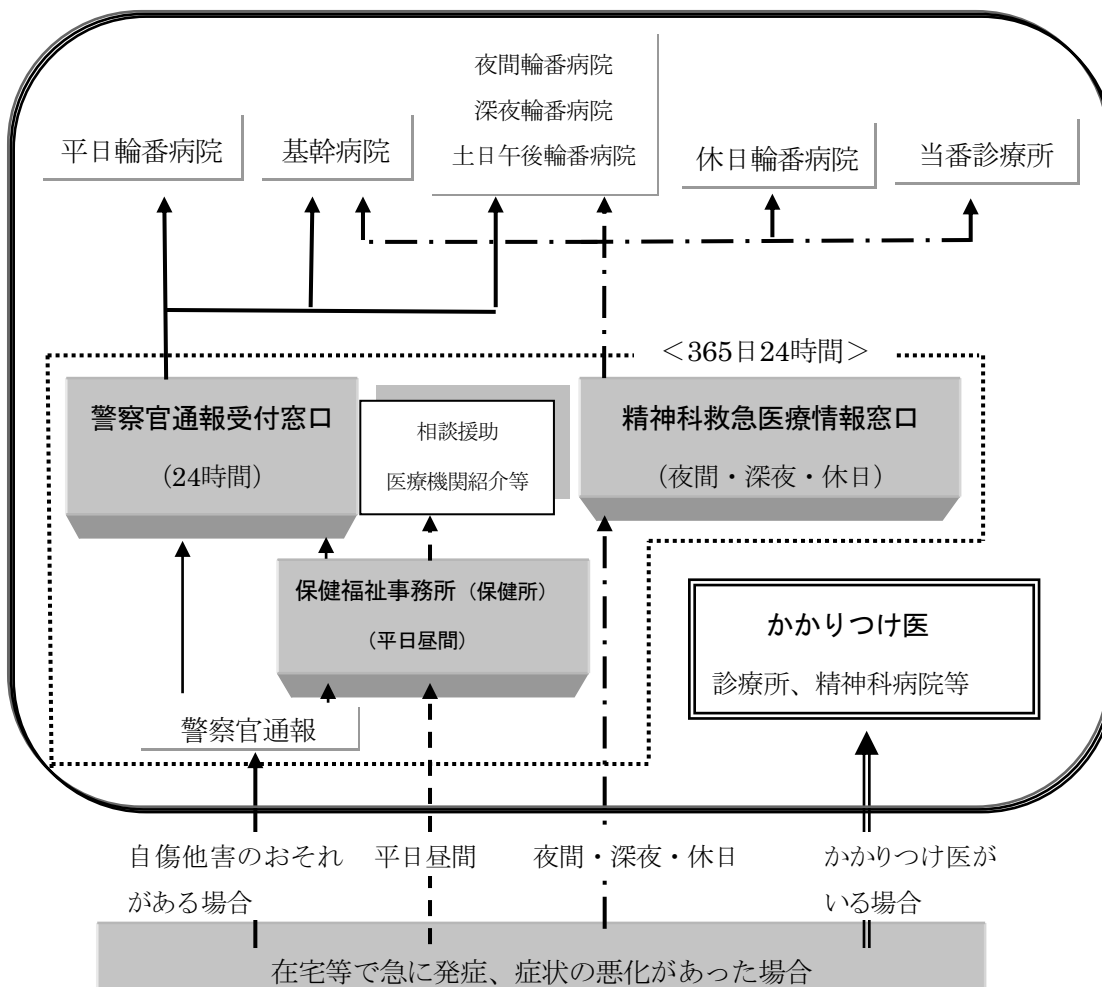 夜間輪番病院
深夜輪番病院
土日午後輪番病院
平日輪番病院
基幹病院
休日輪番病院
当番診療所
＜365日24時間＞
警察官通報受付窓口
（24時間）
相談援助
医療機関紹介等
精神科救急医療情報窓口
（夜間・深夜・休日）
保健福祉事務所（保健所）
（平日昼間）
かかりつけ医
診療所、精神科病院等
警察官通報
自傷他害のおそれ
がある場合
平日昼間
夜間・深夜・休日
かかりつけ医が
いる場合
在宅等で急に発症、症状の悪化があった場合